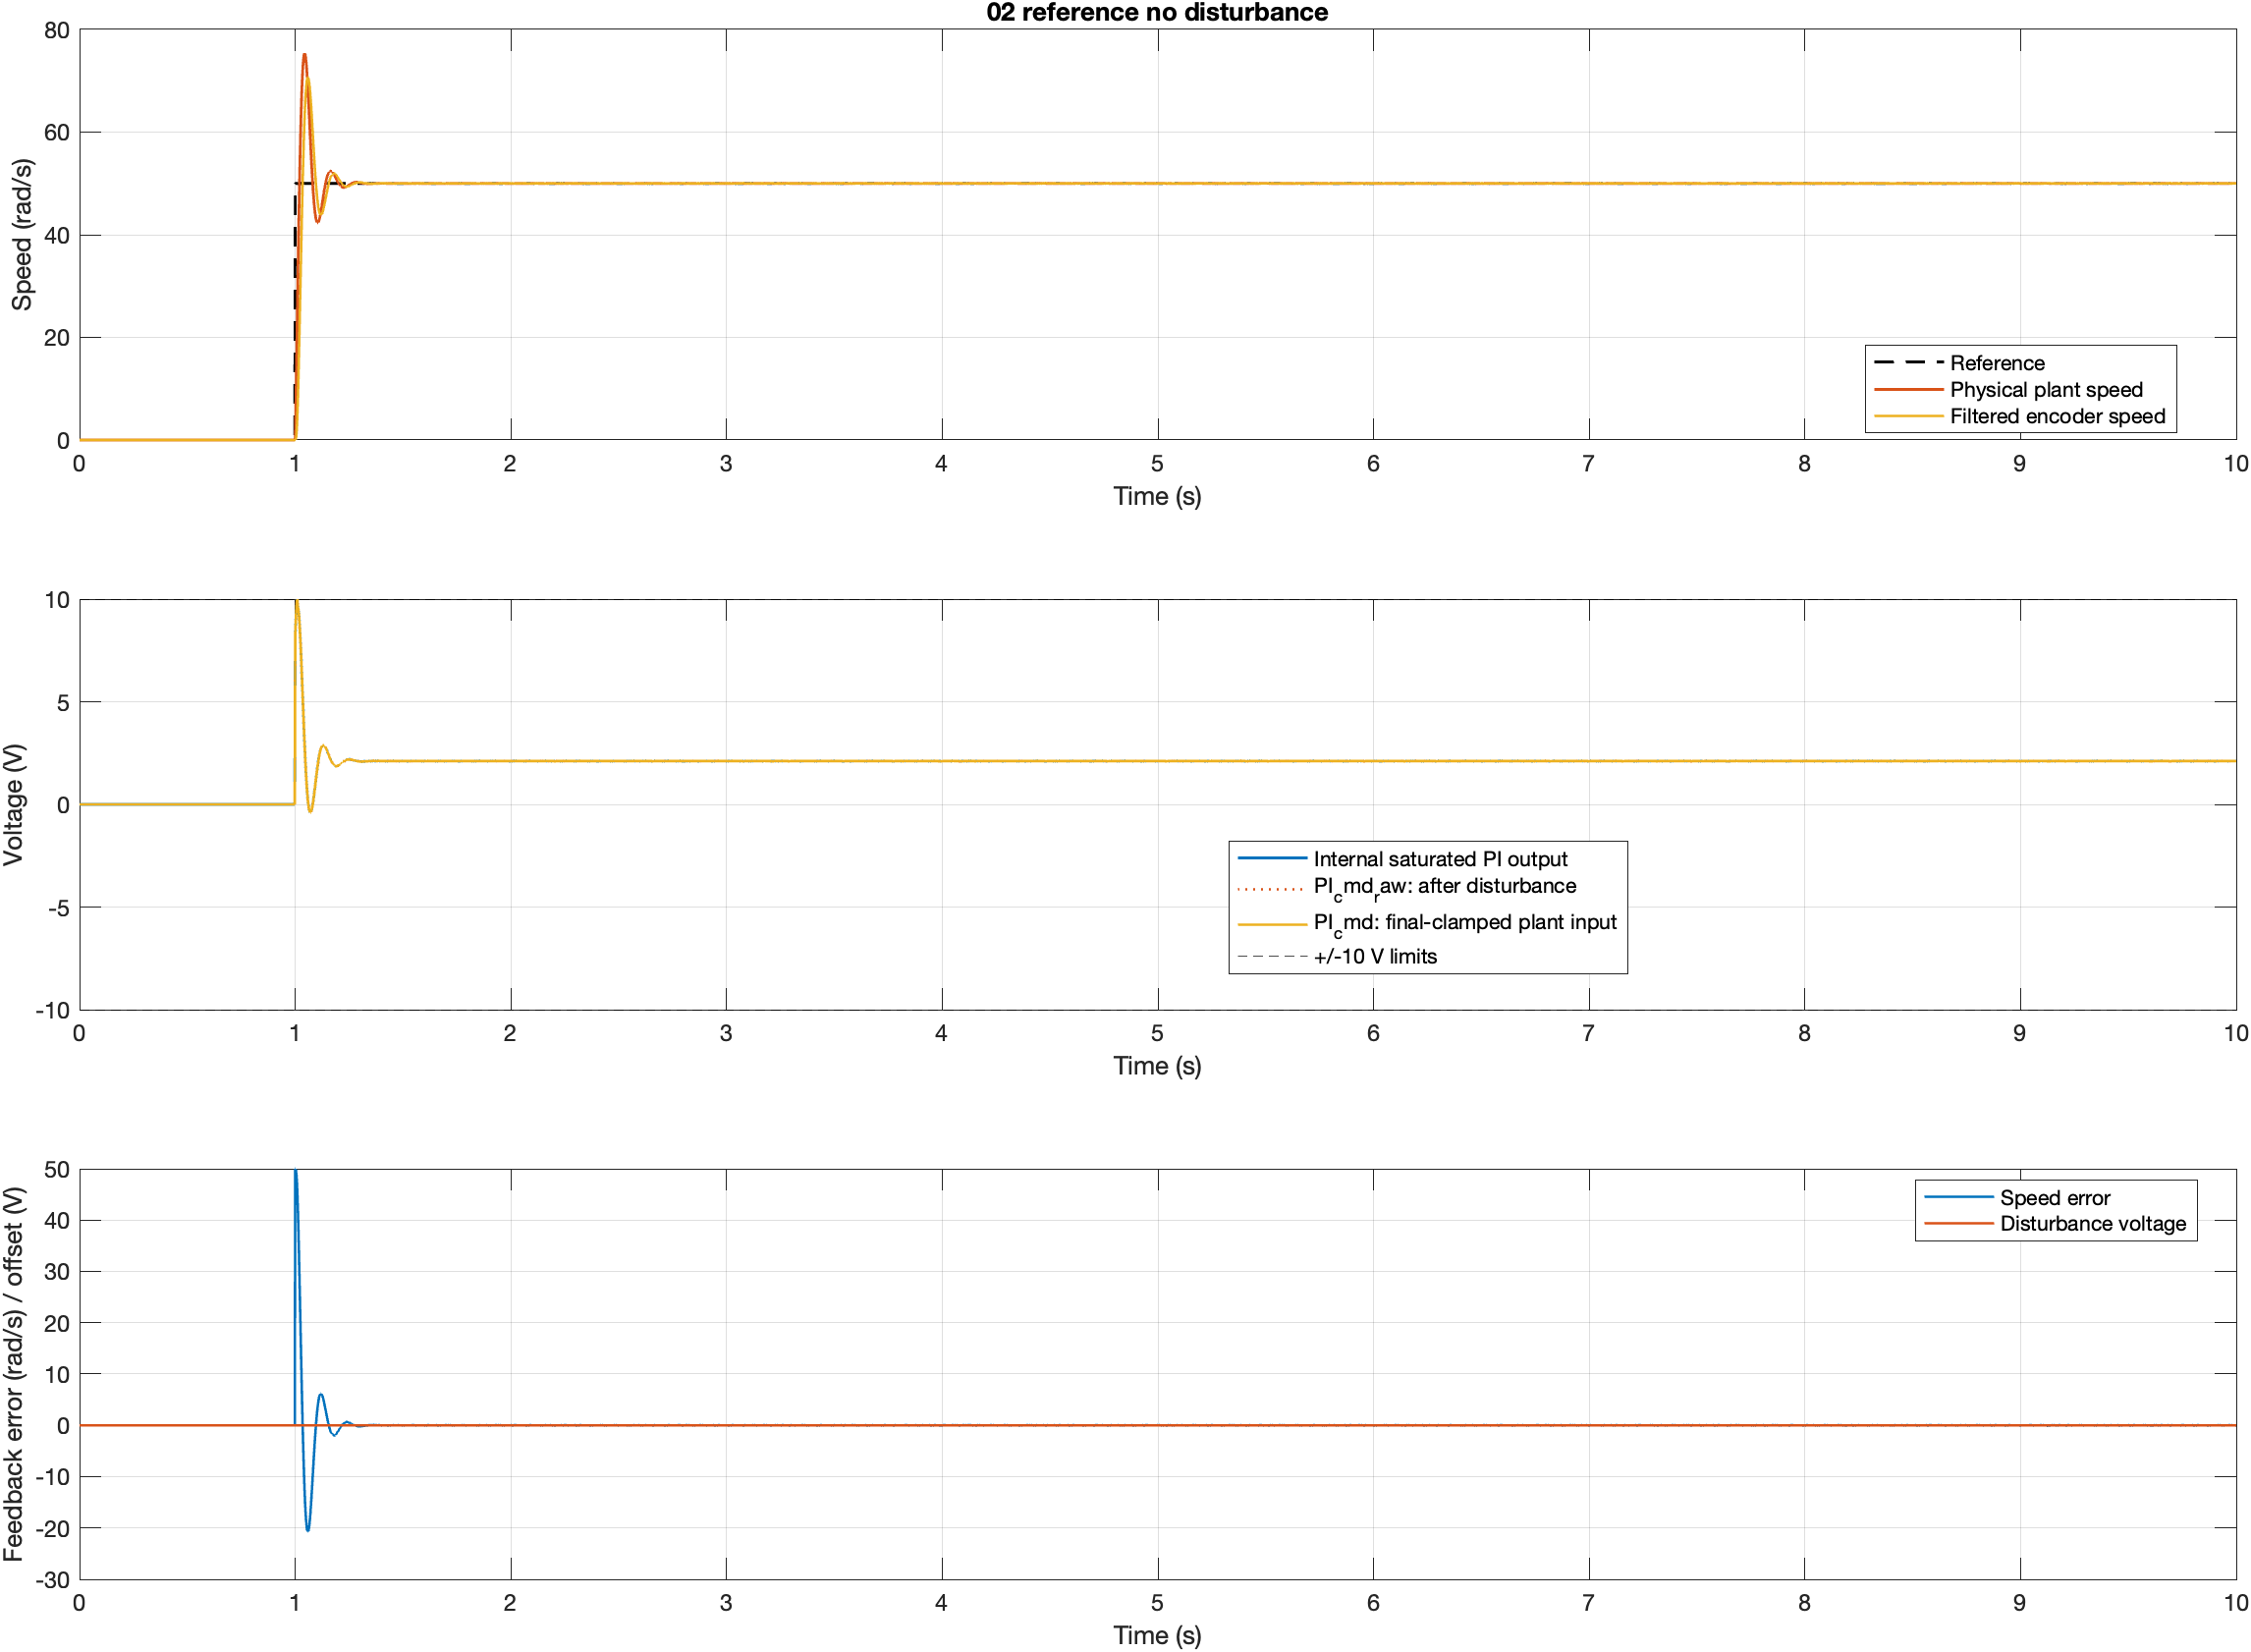 02 reference no disturbance
80
60
40
20
0
Speed (rad/s)
0 1 2 3 4 5 6 7 8 9 10
Time (s)
Reference
Physical plant speed
Filtered encoder speed
10
5
0
-5
-10
Voltage (V)
0 1 2 3 4 5 6 7 8 9 10
Time (s)
Internal saturated PI output
PI_cmd_raw: after disturbance
PI_cmd: final-clamped plant input
+/-10 V limits
50
40
30
20
10
0
-10
-20
-30
Feedback error (rad/s) / offset (V)
0 1 2 3 4 5 6 7 8 9 10
Time (s)
Speed error
Disturbance voltage